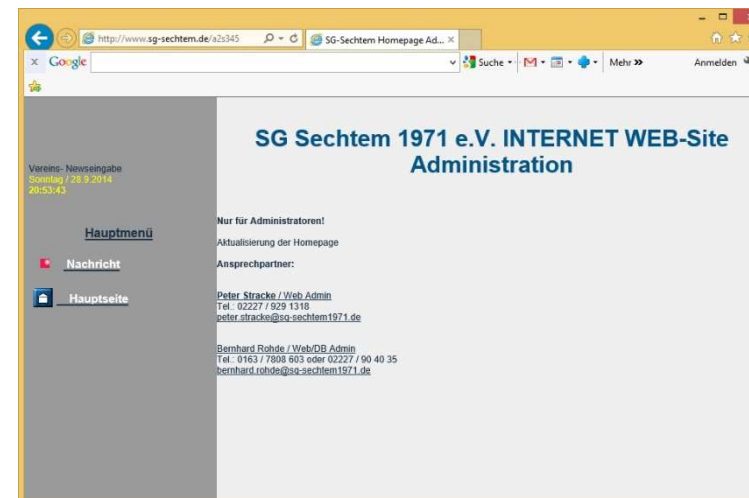 http://www.sg-sechtem.de/a2s345
SG-Sechtem Homepage Ad...
x Google
Suche
Mehr »
Anmelden
SG Sechtem 1971 e.V. INTERNET WEB-Site
Administration
Vereins- Newseingabe
Sonntag / 28.9.2014
20:53:43
Hauptmenü
Nachricht
Hauptseite
Nur für Administratoren!
Aktualisierung der Homepage
Ansprechpartner:
Peter Stracke / Web Admin
Tel.: 02227 / 929 1318
peter.stracke@sg-sechtem1971.de
Bernhard Rohde / Web/DB Admin
Tel.: 0163 / 7808 603 oder 02227 / 90 40 35
bernhard.rohde@sg-sechtem1971.de